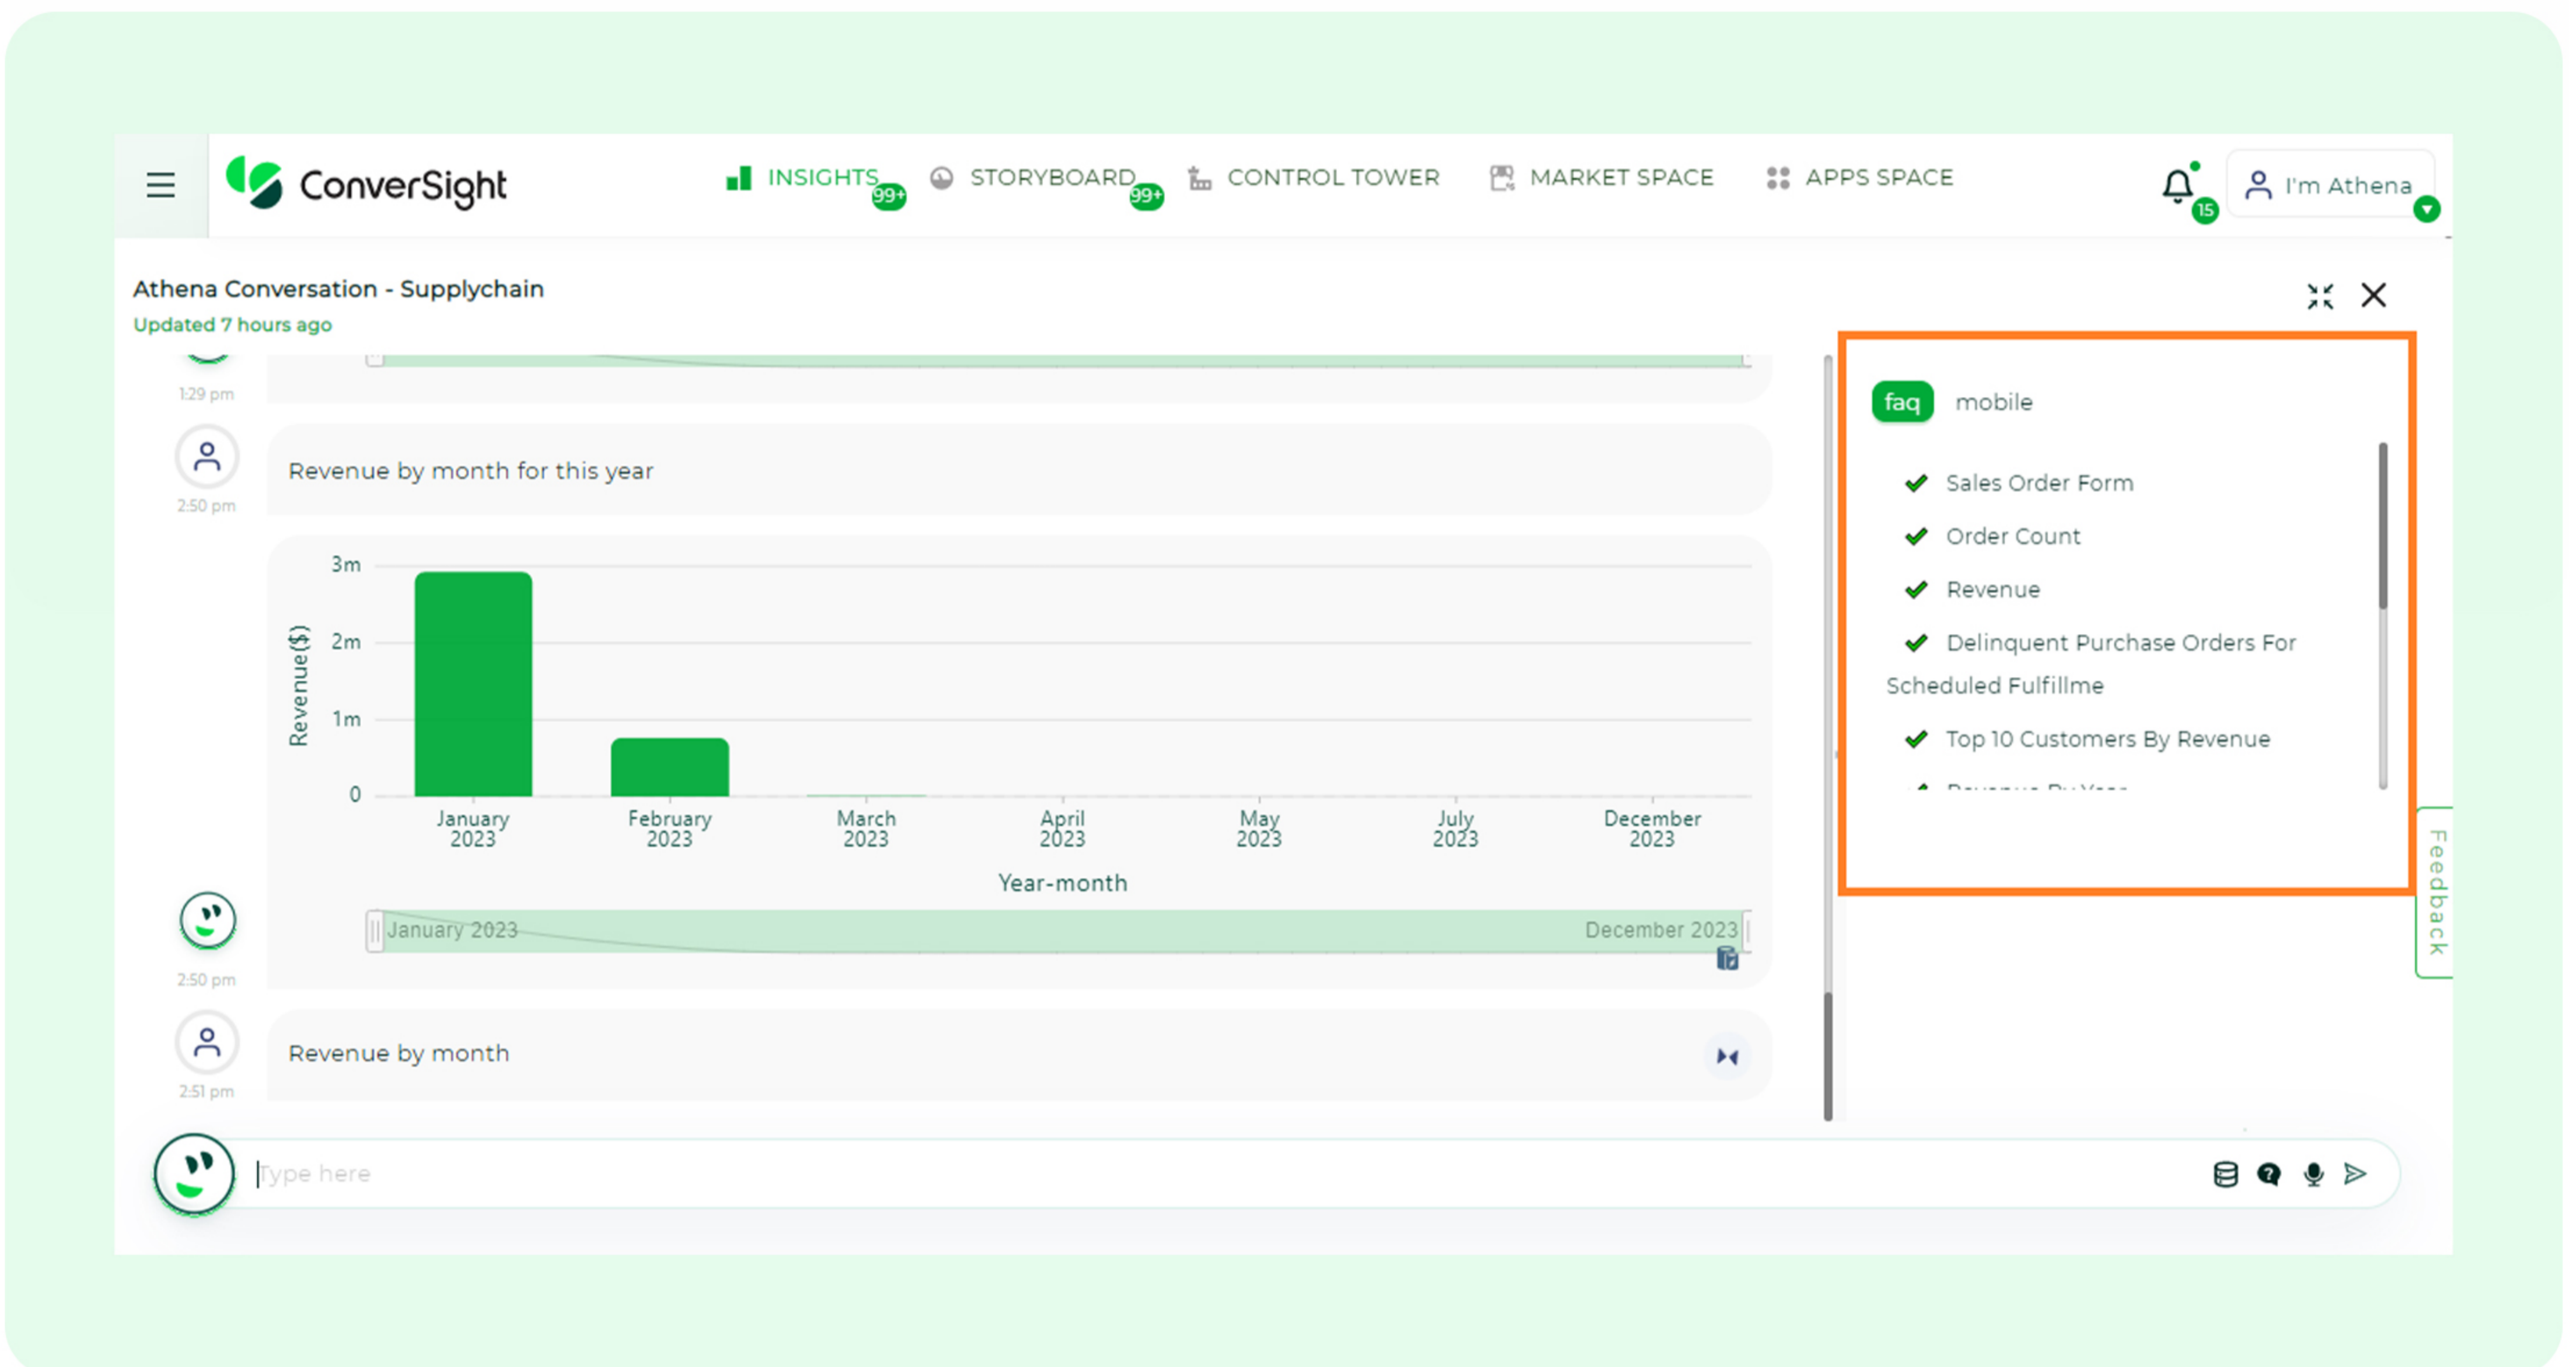 ConverSight
INSIGHTS
99+
STORYBOARD
99+
CONTROL TOWER
MARKET SPACE
APPS SPACE
15
I'm Athena
Athena Conversation - Supplychain
Updated 7 hours ago
1:29 pm
Revenue by month for this year
2:50 pm
3m
2m
1m
0
Revenue($)
January 2023
February 2023
March 2023
April 2023
May 2023
July 2023
December 2023
Year-month
January 2023
December 2023
2:50 pm
Revenue by month
2:51 pm
faq
mobile
Sales Order Form
Order Count
Revenue
Delinquent Purchase Orders For
Scheduled Fulfillme
Top 10 Customers By Revenue
Revenue By Year
Feedback
Type here